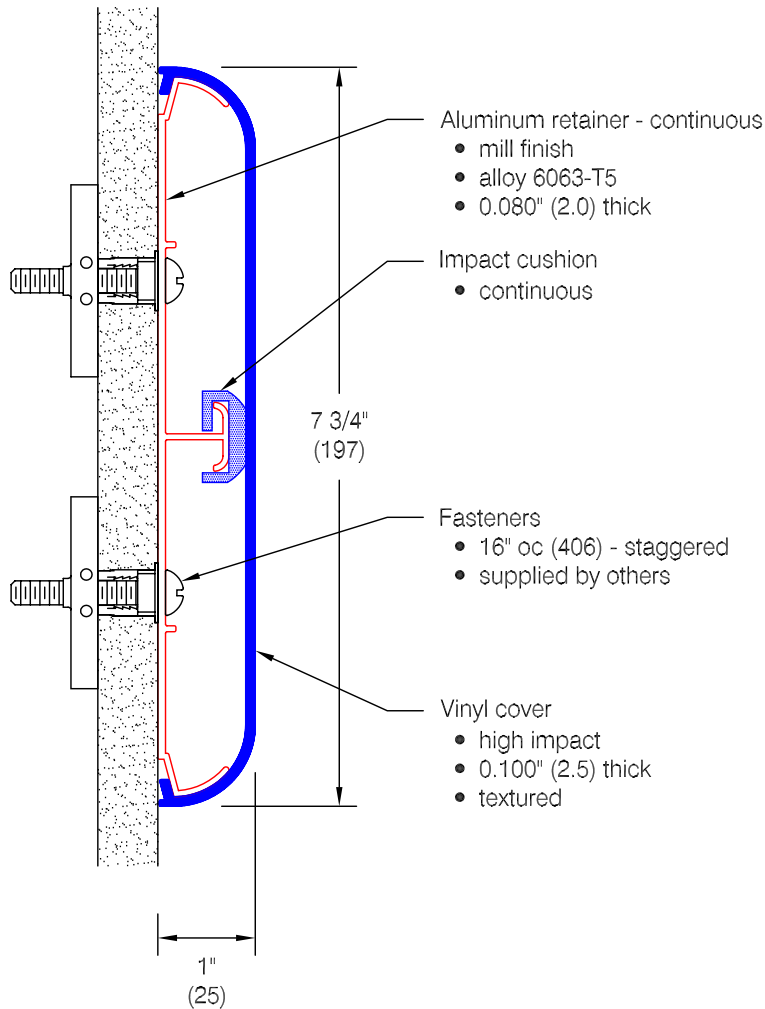 Aluminum retainer - continuous
● mill finish
● alloy 6063-T5
● 0.080" (2.0) thick
Impact cushion
● continuous
7 3/4"
(197)
Fasteners
● 16" oc (406) - staggered
● supplied by others
Vinyl cover
● high impact
● 0.100" (2.5) thick
● textured
1"
(25)